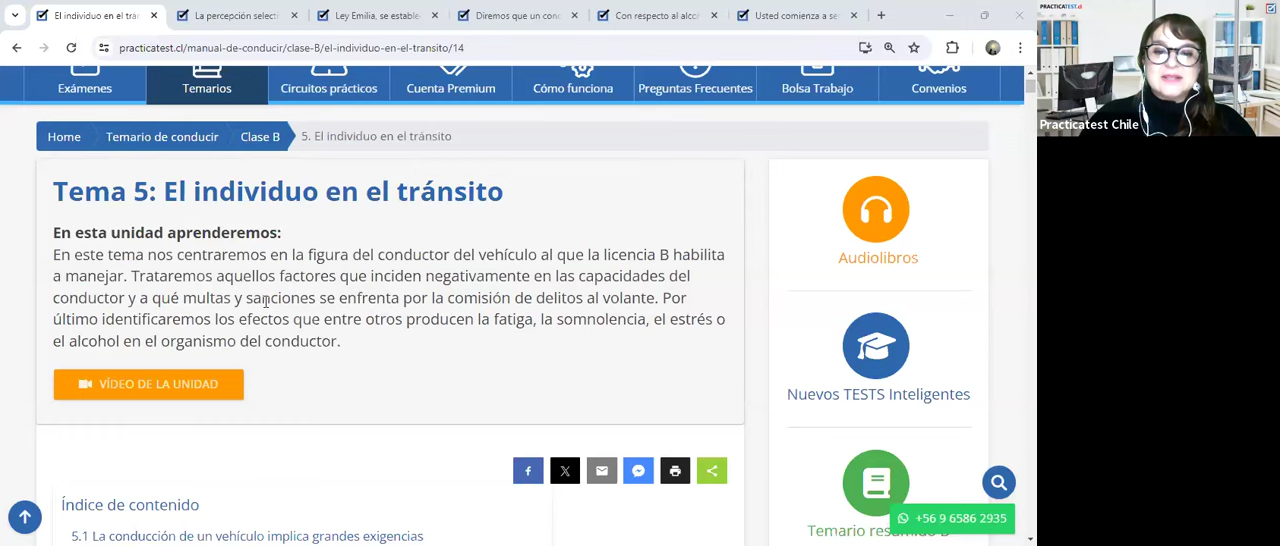 El individuo en el trán
La percepción selecti
Ley Emilia, se estable
Diremos que un con
Con respecto al alco
Usted comienza a se
practicatest.cl/manual-de-conducir/clase-B/el-individuo-en-el-transito/14
PRACTICATEST.cl
Practicatest Chile
Exámenes
Temarios
Circuitos prácticos
Cuenta Premium
Cómo funciona
Preguntas Frecuentes
Bolsa Trabajo
Convenios
Home
Temario de conducir
Clase B
5. El individuo en el tránsito
Tema 5: El individuo en el tránsito
En esta unidad aprenderemos:
En este tema nos centraremos en la figura del conductor del vehículo al que la licencia B habilita
a manejar. Trataremos aquellos factores que inciden negativamente en las capacidades del
conductor y a qué multas y sanciones se enfrenta por la comisión de delitos al volante. Por
último identificaremos los efectos que entre otros producen la fatiga, la somnolencia, el estrés o
el alcohol en el organismo del conductor.
VÍDEO DE LA UNIDAD
Índice de contenido
5.1 La conducción de un vehículo implica grandes exigencias
Audiolibros
Nuevos TESTS Inteligentes
Temario resumido B
+56 9 6586 2935